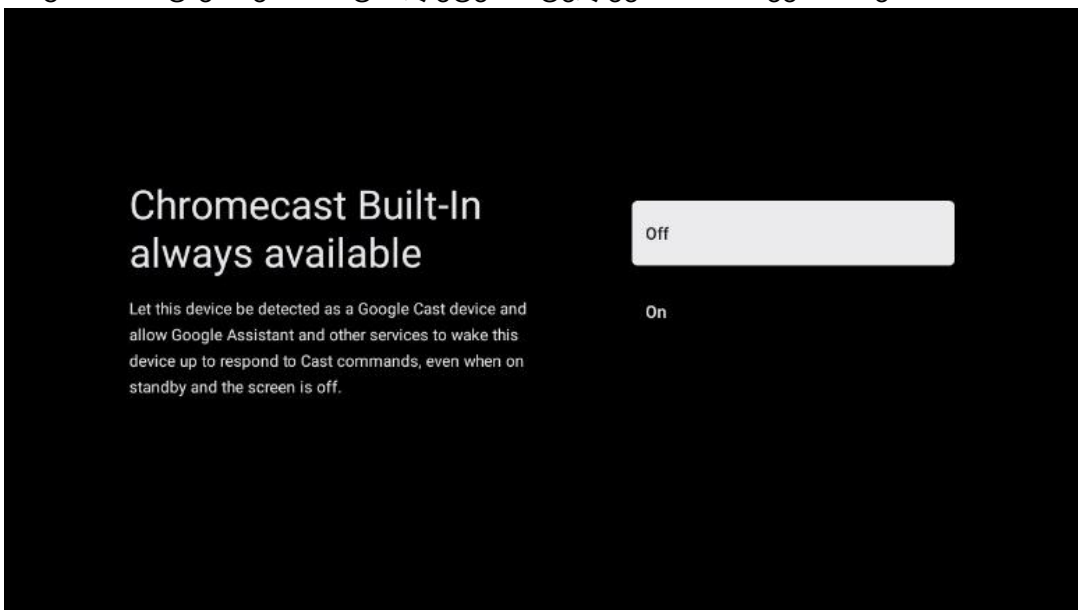 Chromecast Built-In
always available
Let this device be detected as a Google Cast device and
allow Google Assistant and other services to wake this
device up to respond to Cast commands, even when on
standby and the screen is off.
Off
On